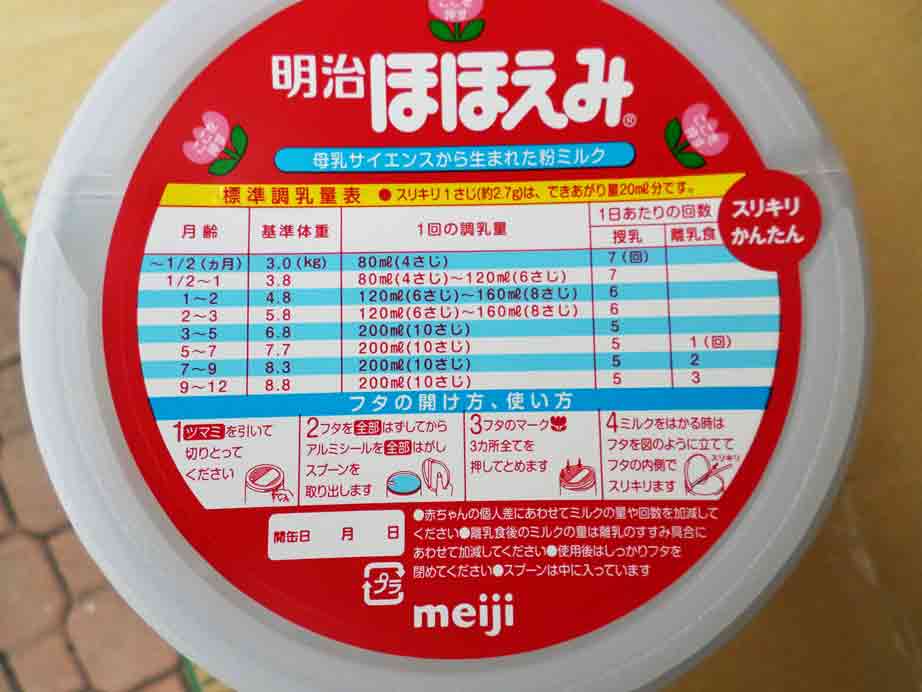 ここを押す
明治ほほえみ®
母乳サイエンスから生まれた粉ミルク
標準調乳量表 ●スリキリ1さじ(約2.7g)は、できあがり量20ml分です。
スリキリ
かんたん
月齢 基準体重 1回の調乳量 1日あたりの回数
授乳 離乳食
～1/2(ヵ月) 3.0(kg) 80ml(4さじ) 7(回)
1/2～1 3.8 80ml(4さじ)～120ml(6さじ) 7
1～2 4.8 120ml(6さじ)～160ml(8さじ) 6
2～3 5.8 120ml(6さじ)～160ml(8さじ) 6
3～5 6.8 200ml(10さじ) 5
5～7 7.7 200ml(10さじ) 5 1(回)
7～9 8.3 200ml(10さじ) 5 2
9～12 8.8 200ml(10さじ) 5 3
フタの開け方、使い方
1ツマミを引いて
切りとって
ください
2フタを全部はずしてから
アルミシールを全部はがし
スプーンを
取り出します
3フタのマーク
3カ所全てを
押してとめます
4ミルクをはかる時は
フタを図のように立てて
フタの内側で
スリキリます
スリキリ
開缶日 月 日
●赤ちゃんの個人差にあわせてミルクの量や回数を加減して
ください●離乳食後のミルクの量は離乳のすすみ具合に
あわせて加減してください●使用後はしっかりフタを
閉めてください●スプーンは中に入っています
プラ
meiji